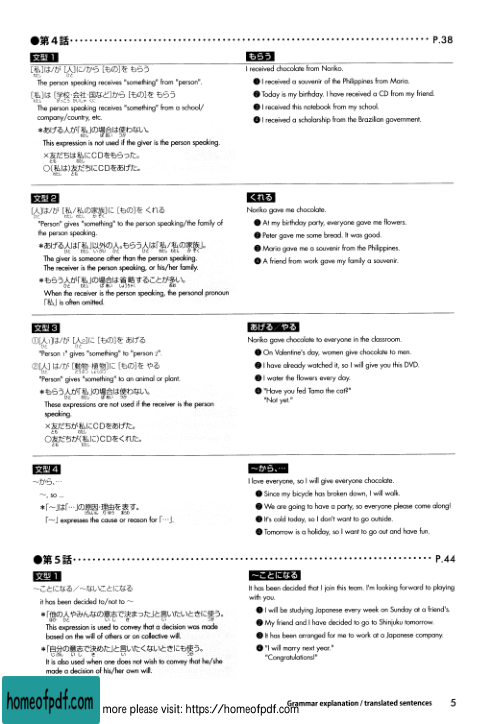 ●第4話 P.38
文型1
[私]は/が [人]に/から [もの]を もらう
The person speaking receives "something" from "person".
[私]は [学校・会社・国など]から [もの]を もらう
The person speaking receives "something" from a school/
company/country, etc.
＊あげる人が「私」の場合は使わない。
This expression is not used if the giver is the person speaking.
×友だちは私にCDをもらった。
○(私は)友だちにCDをあげた。
もらう
I received chocolate from Noriko.
❶I received a souvenir of the Philippines from Maria.
❷Today is my birthday. I have received a CD from my friend.
❸I received this notebook from my school.
❹I received a scholarship from the Brazilian government.
文型2
[人]は/が [私/私の家族]に [もの]を くれる
"Person" gives "something" to the person speaking/the family of
the person speaking.
＊あげる人は「私」以外の人。もらう人は「私/私の家族」。
The giver is someone other than the person speaking.
The receiver is the person speaking, or his/her family.
＊もらう人が「私」の場合は省略することが多い。
When the receiver is the person speaking, the personal pronoun
「私」 is often omitted.
くれる
Noriko gave me chocolate.
❶At my birthday party, everyone gave me flowers.
❷Peter gave me some bread. It was good.
❸Maria gave me a souvenir from the Philippines.
❹A friend from work gave my family a souvenir.
文型3
①[人1]は/が [人2]に [もの]を あげる
"Person 1" gives "something" to "person 2".
②[人]は/が [動物・植物]に [もの]を やる
"Person" gives "something" to an animal or plant.
＊もらう人が「私」の場合は使わない。
These expressions are not used if the receiver is the person
speaking.
×友だちが私にCDをあげた。
○友だちが(私に)CDをくれた。
あげる/やる
Noriko gave chocolate to everyone in the classroom.
❶On Valentine's day, women give chocolate to men.
❷I have already watched it, so I will give you this DVD.
❸I water the flowers every day.
❹"Have you fed Tama the cat?"
"Not yet."
文型4
～から、…
～, so ...
＊「～」は「…」の原因・理由を表す。
「～」 expresses the cause or reason for 「…」.
～から、…
I love everyone, so I will give everyone chocolate.
❶Since my bicycle has broken down, I will walk.
❷We are going to have a party, so everyone please come along!
❸It's cold today, so I don't want to go outside.
❹Tomorrow is a holiday, so I want to go out and have fun.
●第5話 P.44
文型1
～ことになる/～ないことになる
it has been decided to/not to ～
＊「他の人やみんなの意志で決まった」と言いたいときに使う。
This expression is used to convey that a decision was made
based on the will of others or on collective will.
＊「自分の意志で決めた」と言いたくないときにも使う。
It is also used when one does not wish to convey that he/she
made a decision of his/her own will.
～ことになる
It has been decided that I join this team. I'm looking forward to playing
with you.
❶I will be studying Japanese every week on Sunday at a friend's.
❷My friend and I have decided to go to Shinjuku tomorrow.
❸It has been arranged for me to work at a Japanese company.
❹"I will marry next year."
"Congratulations!"
homeofpdf.com
more please visit: https://homeofpdf.com
Grammar explanation / translated sentences 5